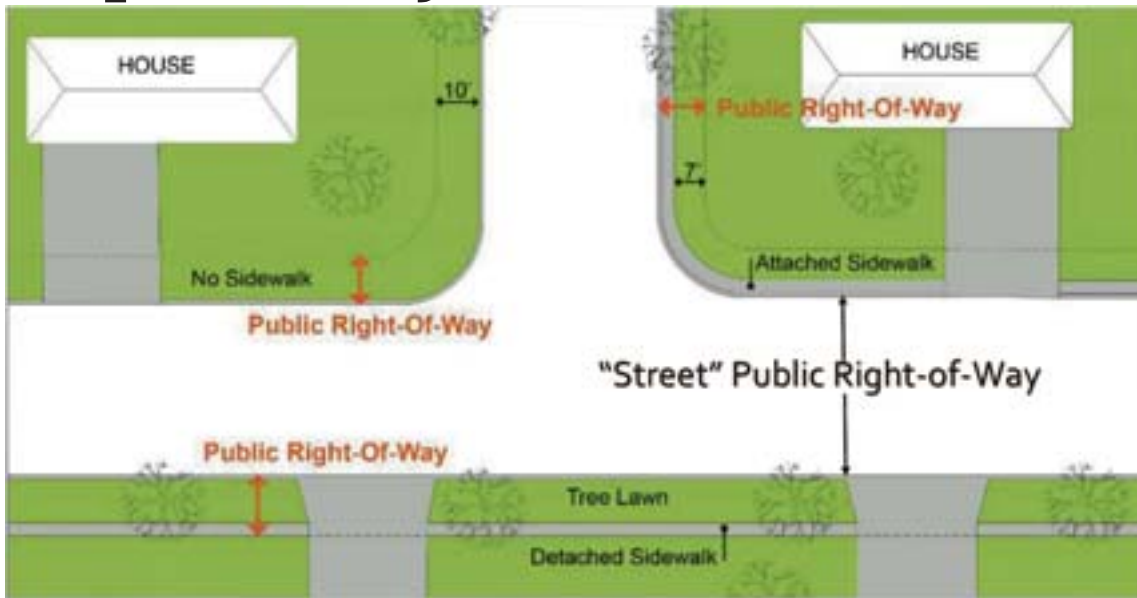 HOUSE
HOUSE
10'
Public Right-Of-Way
7'
No Sidewalk
Attached Sidewalk
Public Right-Of-Way
“Street” Public Right-of-Way
Public Right-Of-Way
Tree Lawn
Detached Sidewalk